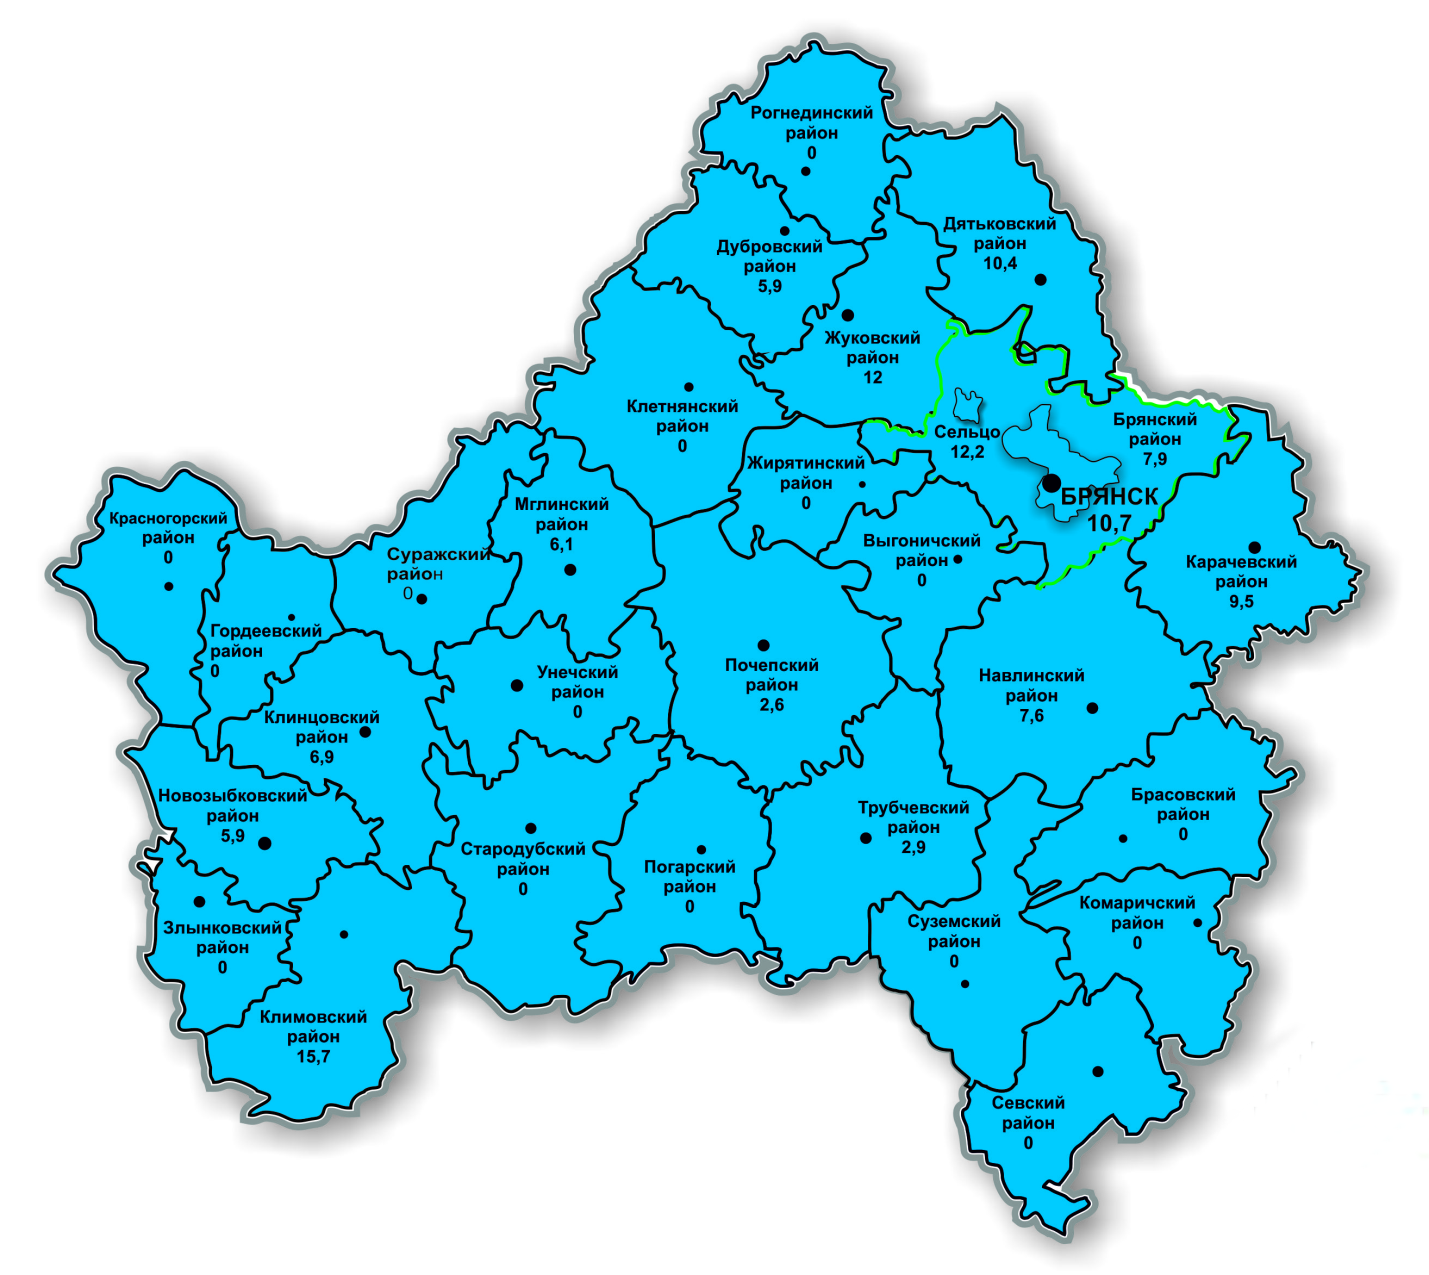 Рогнединский
район
0
Дятьковский
район
10,4
Дубровский
район
5,9
Жуковский
район
12
Клетнянский
район
0
Сельцо
12,2
Брянский
район
7,9
Жирятинский
район
0
БРЯНСК
10,7
Мглинский
район
6,1
Красногорский
район
0
Суражский
район
0
Выгоничский
район
0
Карачевский
район
9,5
Гордеевский
район
0
Унечский
район
0
Почепский
район
2,6
Навлинский
район
7,6
Клинцовский
район
6,9
Новозыбковский
район
5,9
Брасовский
район
0
Трубчевский
район
2,9
Стародубский
район
0
Погарский
район
0
Комаричский
район
0
Злынковский
район
0
Суземский
район
0
Климовский
район
15,7
Севский
район
0